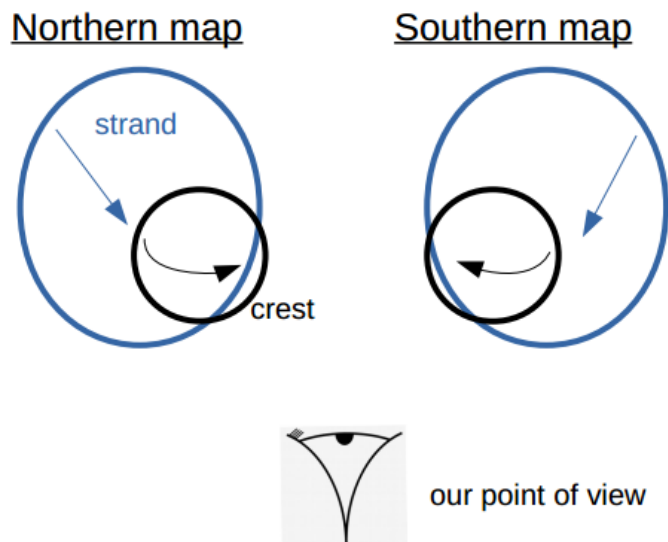 Northern map
Southern map
strand
crest
our point of view